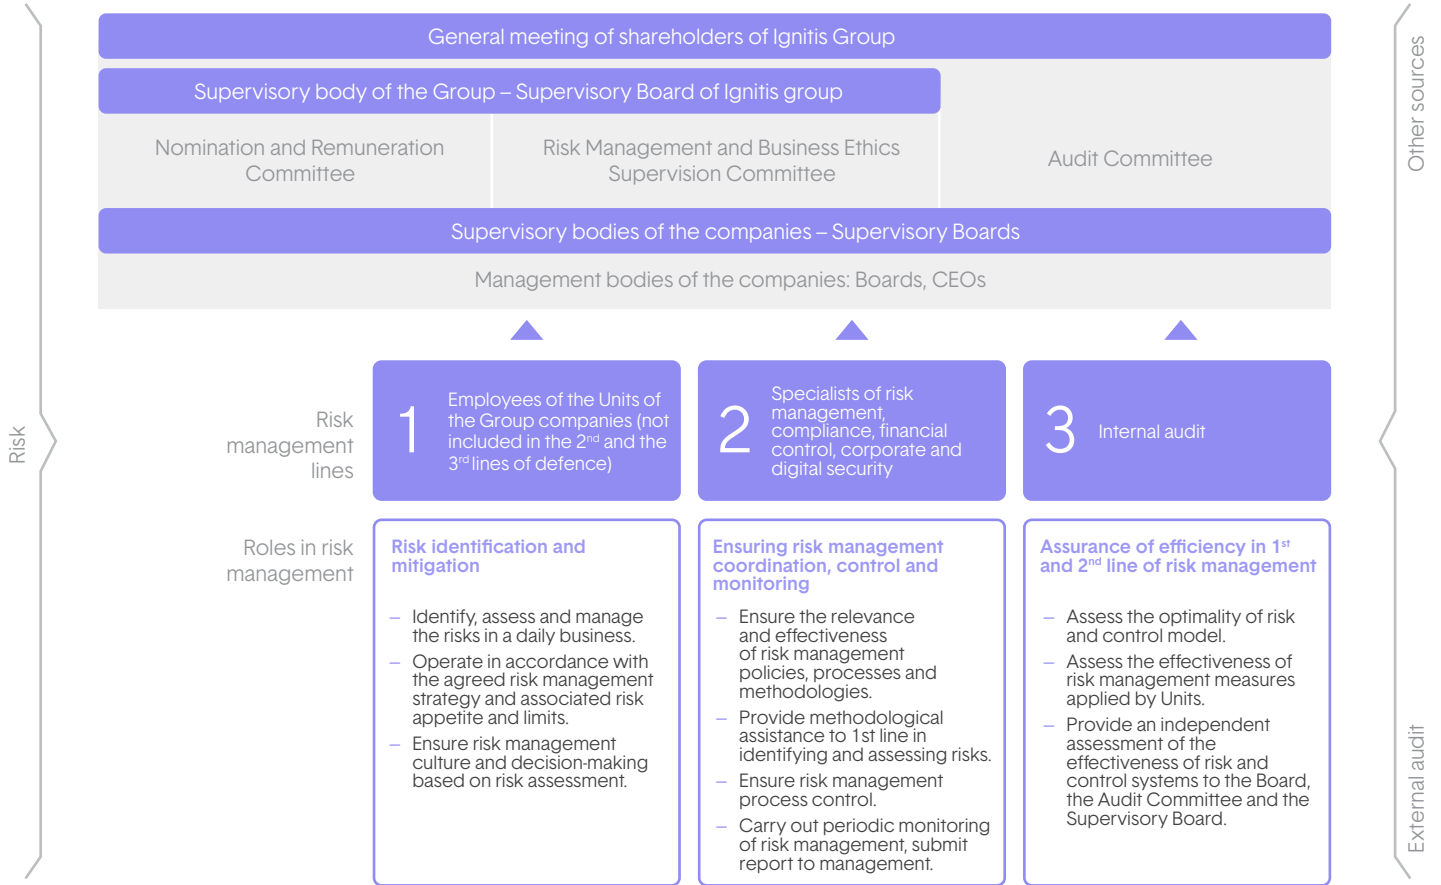 General meeting of shareholders of Ignitis Group
Supervisory body of the Group – Supervisory Board of Ignitis group
Nomination and Remuneration
Committee
Risk Management and Business Ethics
Supervision Committee
Audit Committee
Supervisory bodies of the companies – Supervisory Boards
Management bodies of the companies: Boards, CEOs
Risk
Other sources
External audit
Risk
management
lines
1
Employees of the Units of
the Group companies (not
included in the 2nd and the
3rd lines of defence)
2
Specialists of risk
management,
compliance, financial
control, corporate and
digital security
3
Internal audit
Roles in risk
management
Risk identification and
mitigation
– Identify, assess and manage
the risks in a daily business.
– Operate in accordance with
the agreed risk management
strategy and associated risk
appetite and limits.
– Ensure risk management
culture and decision-making
based on risk assessment.
Ensuring risk management
coordination, control and
monitoring
– Ensure the relevance
and effectiveness
of risk management
policies, processes and
methodologies.
– Provide methodological
assistance to 1st line in
identifying and assessing risks.
– Ensure risk management
process control.
– Carry out periodic monitoring
of risk management, submit
report to management.
Assurance of efficiency in 1st
and 2nd line of risk management
– Assess the optimality of risk
and control model.
– Assess the effectiveness of
risk management measures
applied by Units.
– Provide an independent
assessment of the
effectiveness of risk and
control systems to the Board,
the Audit Committee and the
Supervisory Board.